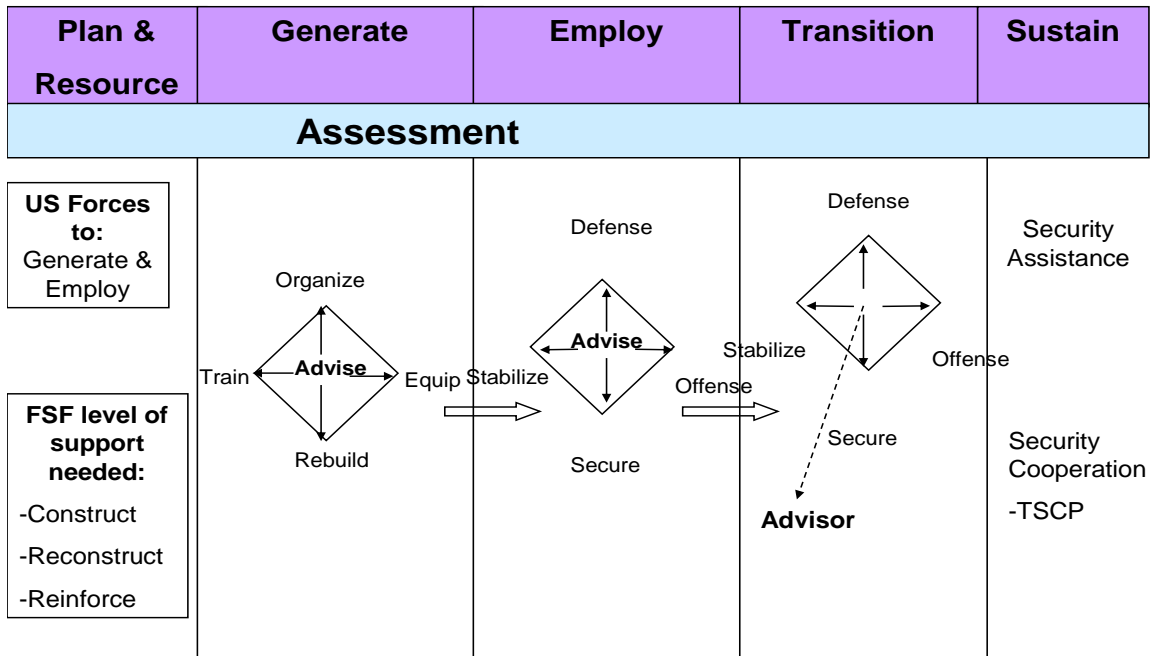 Plan &
Resource
Generate
Employ
Transition
Sustain
Assessment
US Forces
to:
Generate &
Employ
FSF level of
support
needed:
-Construct
-Reconstruct
-Reinforce
Organize
Train
Advise
Equip
Rebuild
Defense
Stabilize
Advise
Offense
Secure
Defense
Stabilize
Offense
Secure
Advisor
Security
Assistance
Security
Cooperation
-TSCP